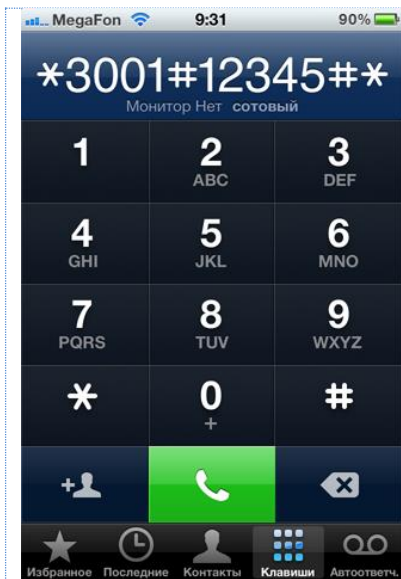 MegaFon 9:31 90%
*3001#12345#*
Монитор Нет сотовый
1 2 3
ABC DEF
4 5 6
GHI JKL MNO
7 8 9
PQRS TUV WXYZ
* 0 #
+
+
Избранное Последние Контакты Клавиши Автоответч.